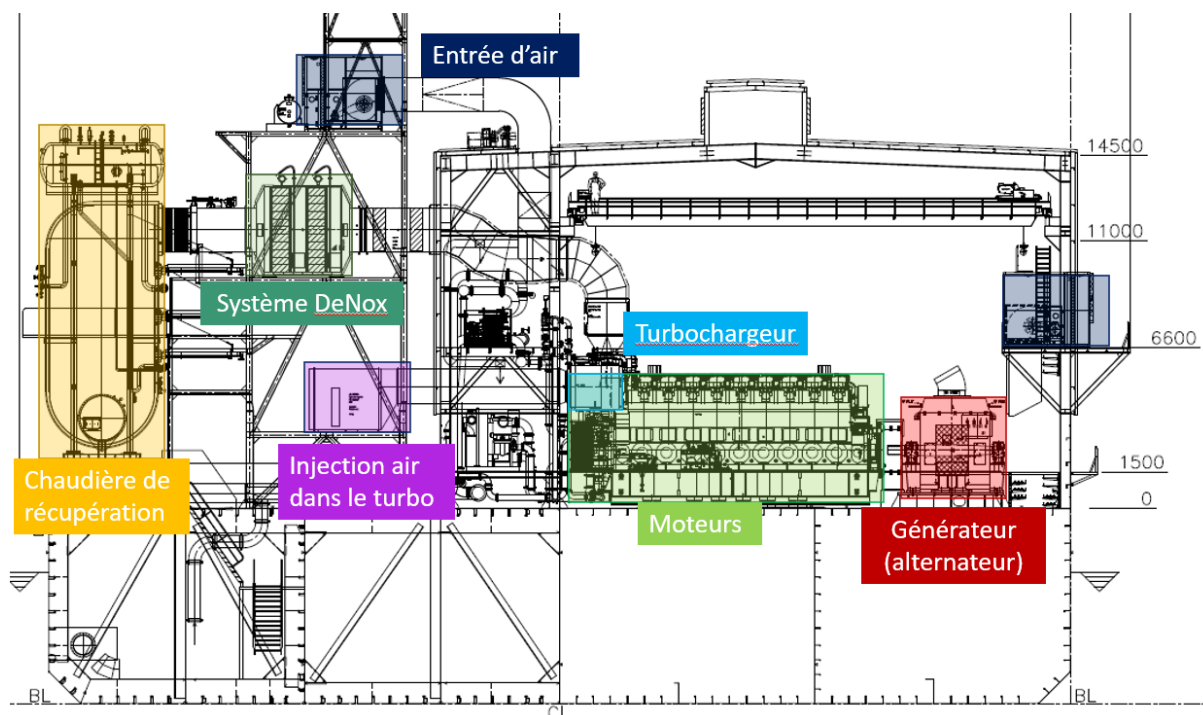 Entrée d'air
14500
11000
Système DeNox
6600
Turbochargeur
Chaudière de
récupération
Injection air
dans le turbo
1500
0
Moteurs
Générateur
(alternateur)
BL
BL
CL